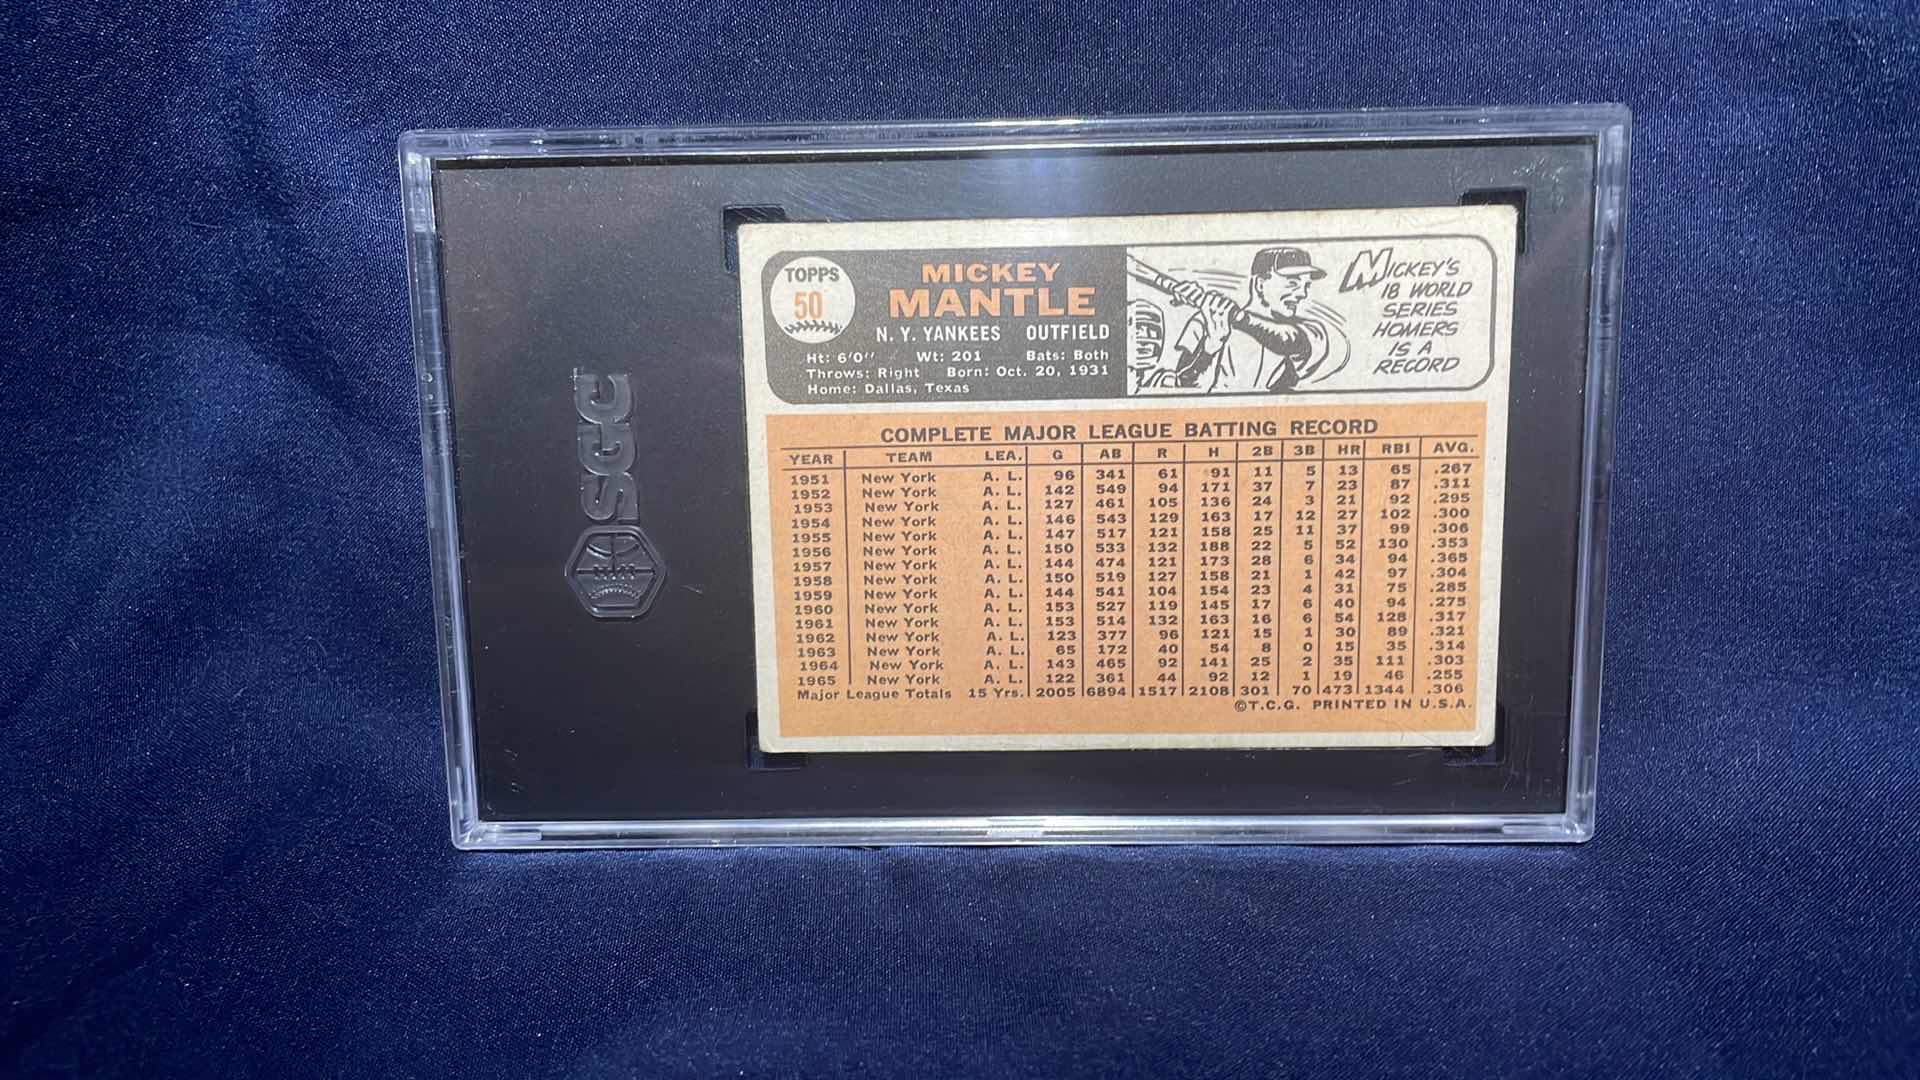 SGC
TOPPS
50
MICKEY
MANTLE
N. Y. YANKEES OUTFIELD
Ht: 6'0" Wt: 201 Bats: Both
Throws: Right Born: Oct. 20, 1931
Home: Dallas, Texas
MICKEY'S
18 WORLD
SERIES
HOMERS
IS A
RECORD
COMPLETE MAJOR LEAGUE BATTING RECORD
YEAR TEAM LEA. G AB R H 2B 3B HR RBI AVG.
1951 New York A. L. 96 341 61 91 11 5 13 65 .267
1952 New York A. L. 142 549 94 171 37 7 23 87 .311
1953 New York A. L. 127 461 105 136 24 3 21 92 .295
1954 New York A. L. 146 543 129 163 17 12 27 102 .300
1955 New York A. L. 147 517 121 158 25 11 37 99 .306
1956 New York A. L. 150 533 132 188 22 5 52 130 .353
1957 New York A. L. 144 474 121 173 28 6 34 94 .365
1958 New York A. L. 150 519 127 158 21 1 42 97 .304
1959 New York A. L. 144 541 104 154 23 4 31 75 .285
1960 New York A. L. 153 527 119 145 17 6 40 94 .275
1961 New York A. L. 153 514 132 163 16 6 54 128 .317
1962 New York A. L. 123 377 96 121 15 1 30 89 .321
1963 New York A. L. 65 172 40 54 8 0 15 35 .314
1964 New York A. L. 143 465 92 141 25 2 35 111 .303
1965 New York A. L. 122 361 44 92 12 1 19 46 .255
Major League Totals 15 Yrs. 2005 6894 1517 2108 301 70 473 1344 .306
©T.C.G. PRINTED IN U.S.A.